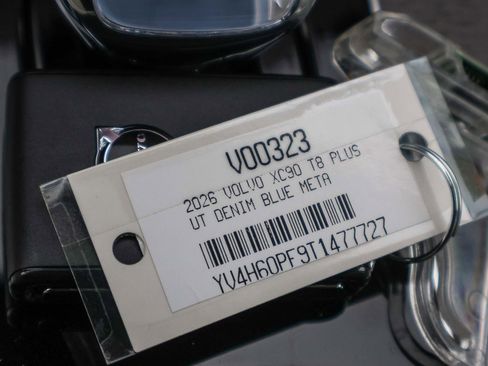 V00323
2026 VOLVO XC90 T8 PLUS
UT DENIM BLUE META
YV4H60PF9T1477727